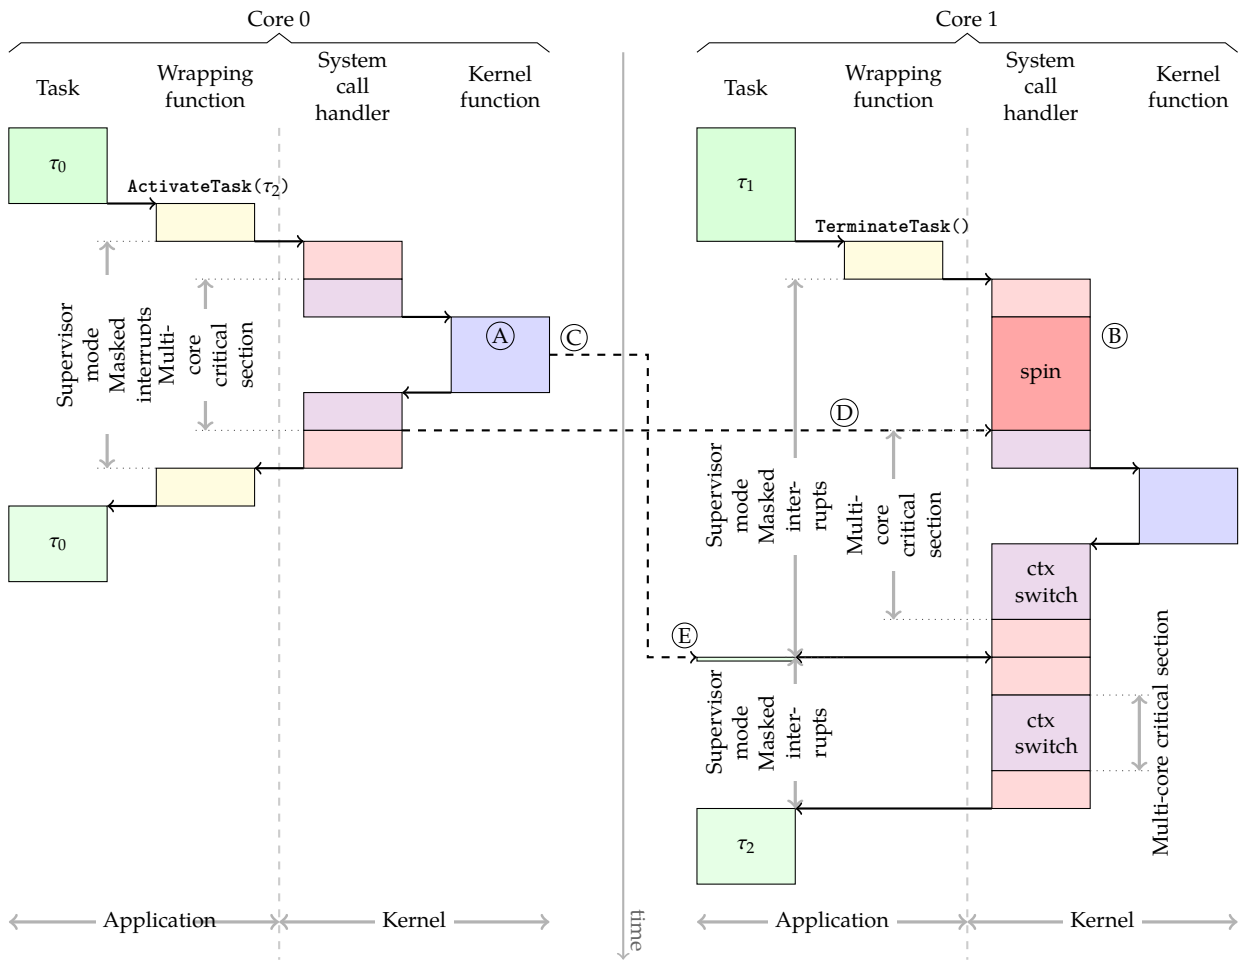 Core 0
Core 1
Task
Wrapping
function
System
call
handler
Kernel
function
Task
Wrapping
function
System
call
handler
Kernel
function
τ0
ActivateTask(τ2)
Supervisor
mode
Masked
interrupts
Multi-
core
critical
section
A
C
τ0
τ1
TerminateTask()
B
spin
D
Supervisor
mode
Masked
inter-
rupts
Multi-
core
critical
section
ctx
switch
E
Supervisor
mode
Masked
inter-
rupts
ctx
switch
Multi-core critical section
τ2
Application
Kernel
time
Application
Kernel